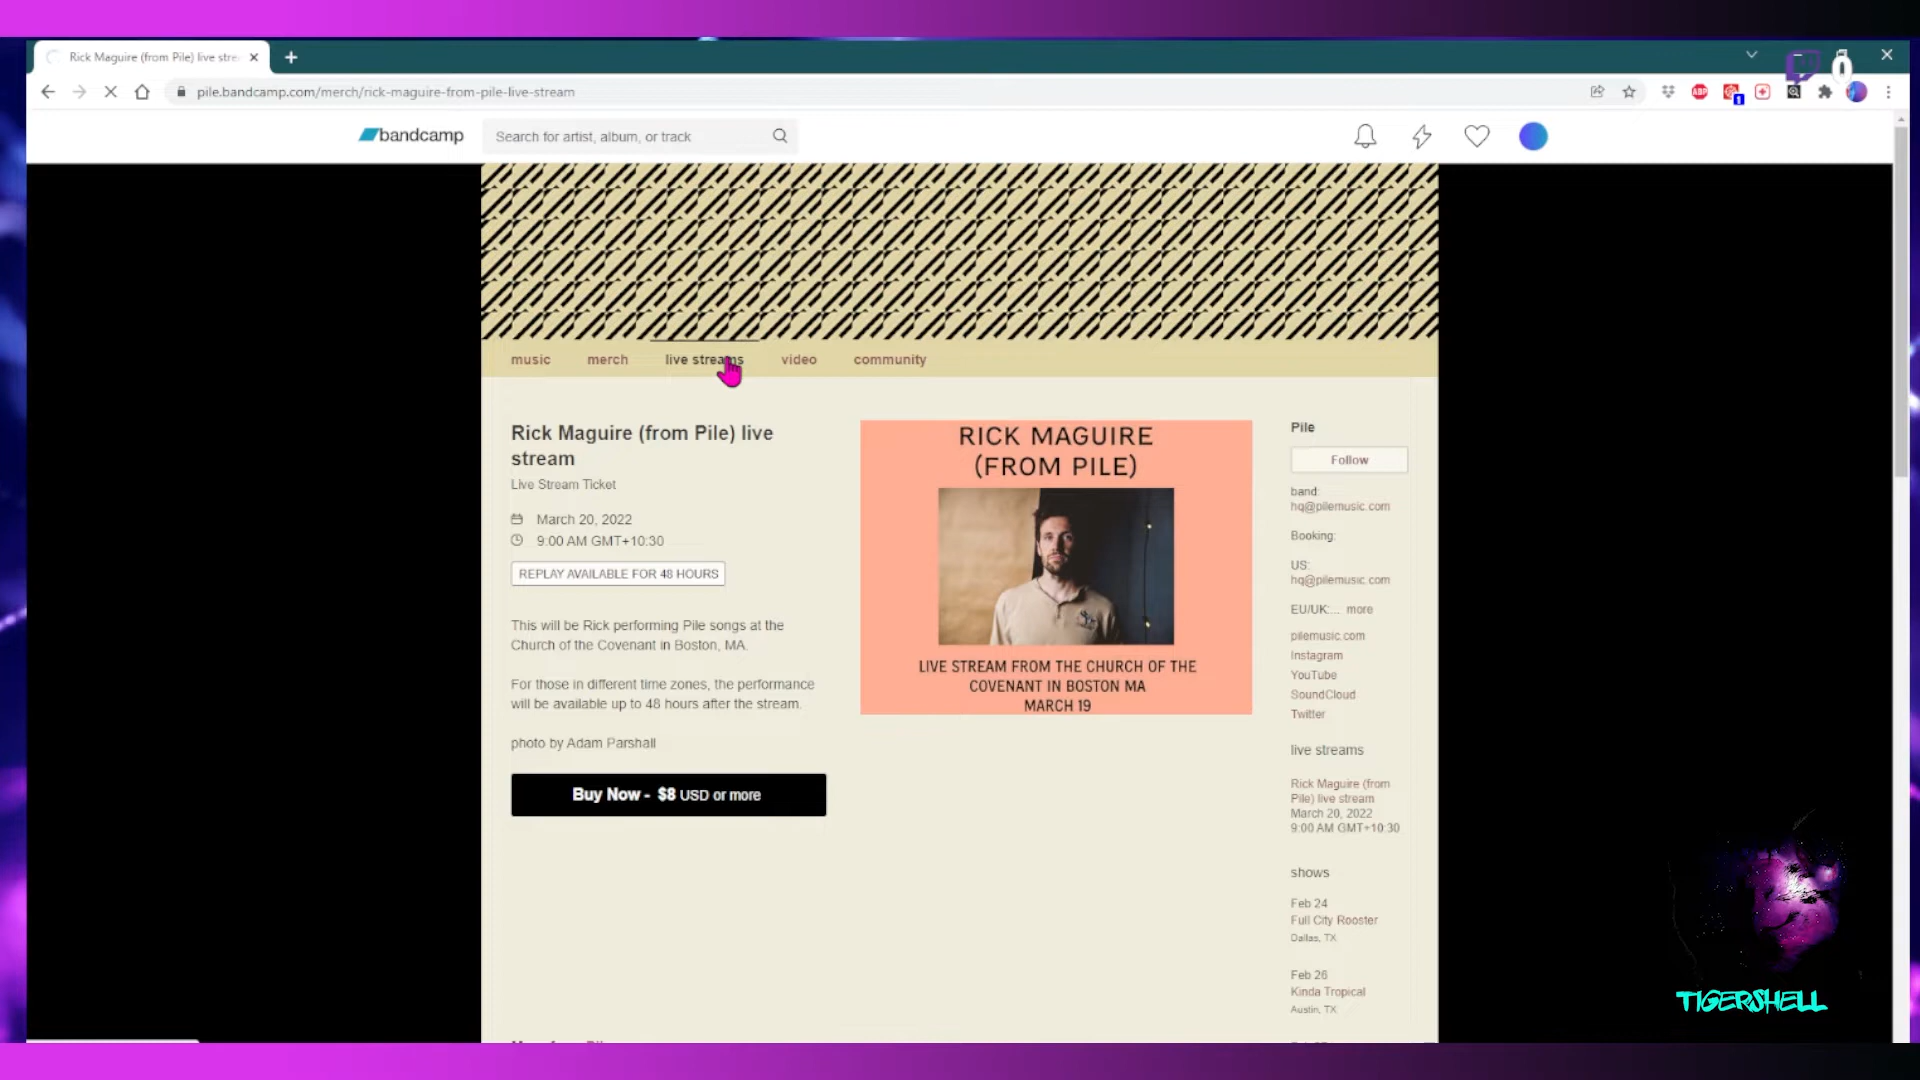 Rick Maguire (from Pile) live stre
pile.bandcamp.com/merch/rick-maguire-from-pile-live-stream
ABP
bandcamp
Search for artist, album, or track
music
merch
live streams
video
community
Rick Maguire (from Pile) live
stream
Live Stream Ticket
March 20, 2022
9:00 AM GMT+10:30
REPLAY AVAILABLE FOR 48 HOURS
This will be Rick performing Pile songs at the
Church of the Covenant in Boston, MA.
For those in different time zones, the performance
will be available up to 48 hours after the stream.
photo by Adam Parshall
Buy Now - $8 USD or more
RICK MAGUIRE
(FROM PILE)
LIVE STREAM FROM THE CHURCH OF THE
COVENANT IN BOSTON MA
MARCH 19
Pile
Follow
band:
hq@pilemusic.com
Booking:
US:
hq@pilemusic.com
EU/UK:... more
pilemusic.com
Instagram
YouTube
SoundCloud
Twitter
live streams
Rick Maguire (from
Pile) live stream
March 20, 2022
9:00 AM GMT+10:30
shows
Feb 24
Full City Rooster
Dallas, TX
Feb 26
Kinda Tropical
Austin, TX
TIGERSHELL